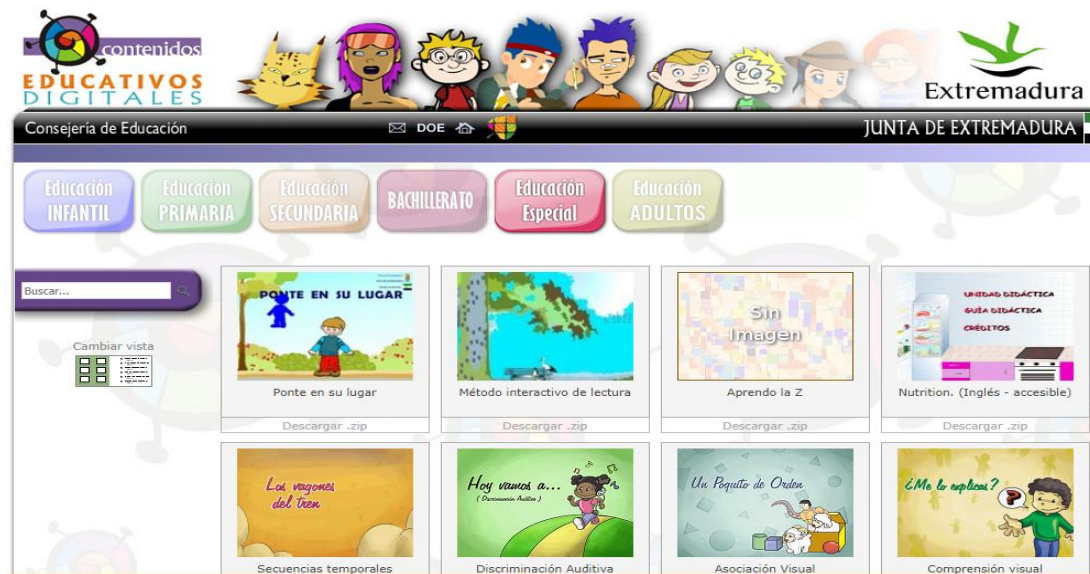 contenidos
EDUCATIVOS
DIGITALES
Extremadura
Consejería de Educación
DOE
JUNTA DE EXTREMADURA
Educación
INFANTIL
Educación
PRIMARIA
Educación
SECUNDARIA
BACHILLERATO
Educación
Especial
Educación
ADULTOS
Buscar...
Cambiar vista
PONTE EN SU LUGAR
Ponte en su lugar
Descargar .zip
Método interactivo de lectura
Descargar .zip
Sin
Imagen
Aprendo la Z
Descargar .zip
UNIDAD DIDÁCTICA
GUÍA DIDÁCTICA
CRÉDITOS
Nutrition. (Inglés - accesible)
Descargar .zip
Los vagones
del tren
Secuencias temporales
Hoy vamos a...
(Discriminación Auditiva)
Discriminación Auditiva
Un Poquito de Orden
Asociación Visual
¿Me lo explicas?
Comprensión visual